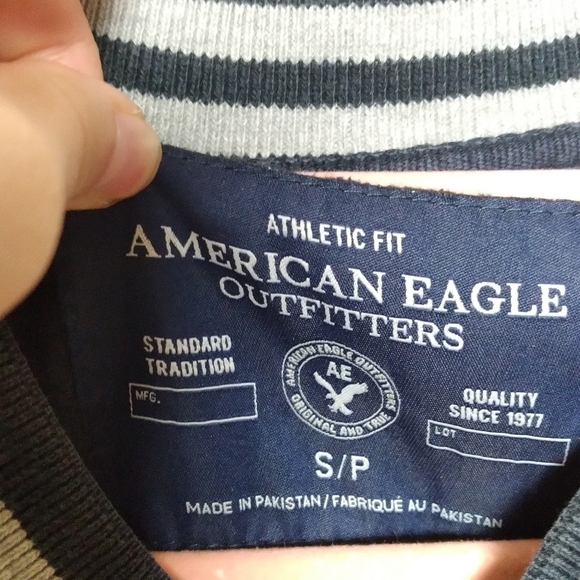 ATHLETIC FIT
AMERICAN EAGLE
OUTFITTERS
STANDARD
TRADITION
MFG.
AMERICAN EAGLE OUTFITTERS
AE
ORIGINAL AND TRUE
QUALITY
SINCE 1977
LOT
S/P
MADE IN PAKISTAN/FABRIQUÉ AU PAKISTAN